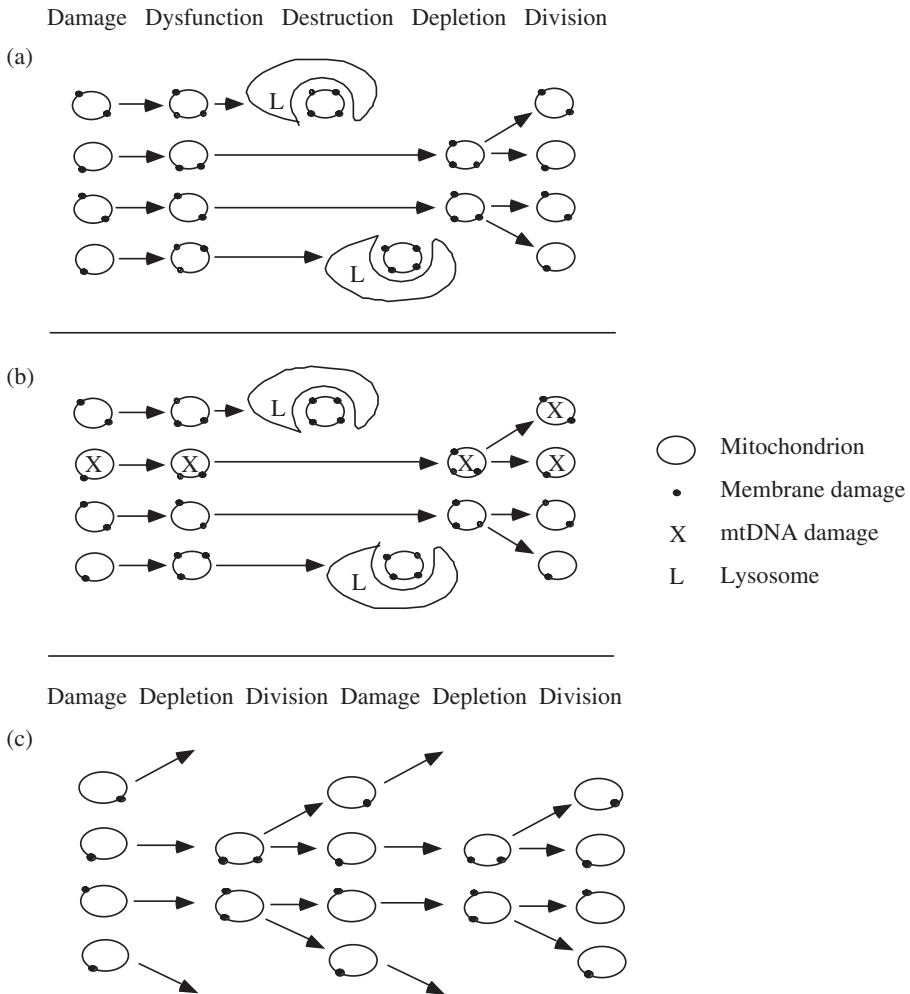 Damage Dysfunction Destruction Depletion Division
(a)
L
L
(b)
L
X
X
X
X
X
L
Mitochondrion
Membrane damage
X mtDNA damage
L Lysosome
Damage Depletion Division Damage Depletion Division
(c)